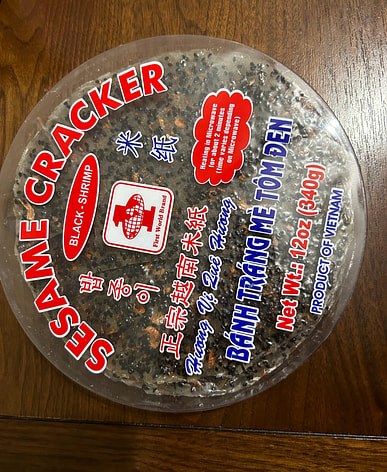 SESAME CRACKER
BLACK-SHRIMP
米紙
Heating in Microwave
for about 2 minutes
(time varies depending
on Microwave)
1
First World Brand
밥종이
正宗越南米紙
Hương Vị Quê Hương
BÁNH TRÁNG MÈ TÔM ĐEN
Net Wt.: 12oz (340g)
PRODUCT OF VIETNAM